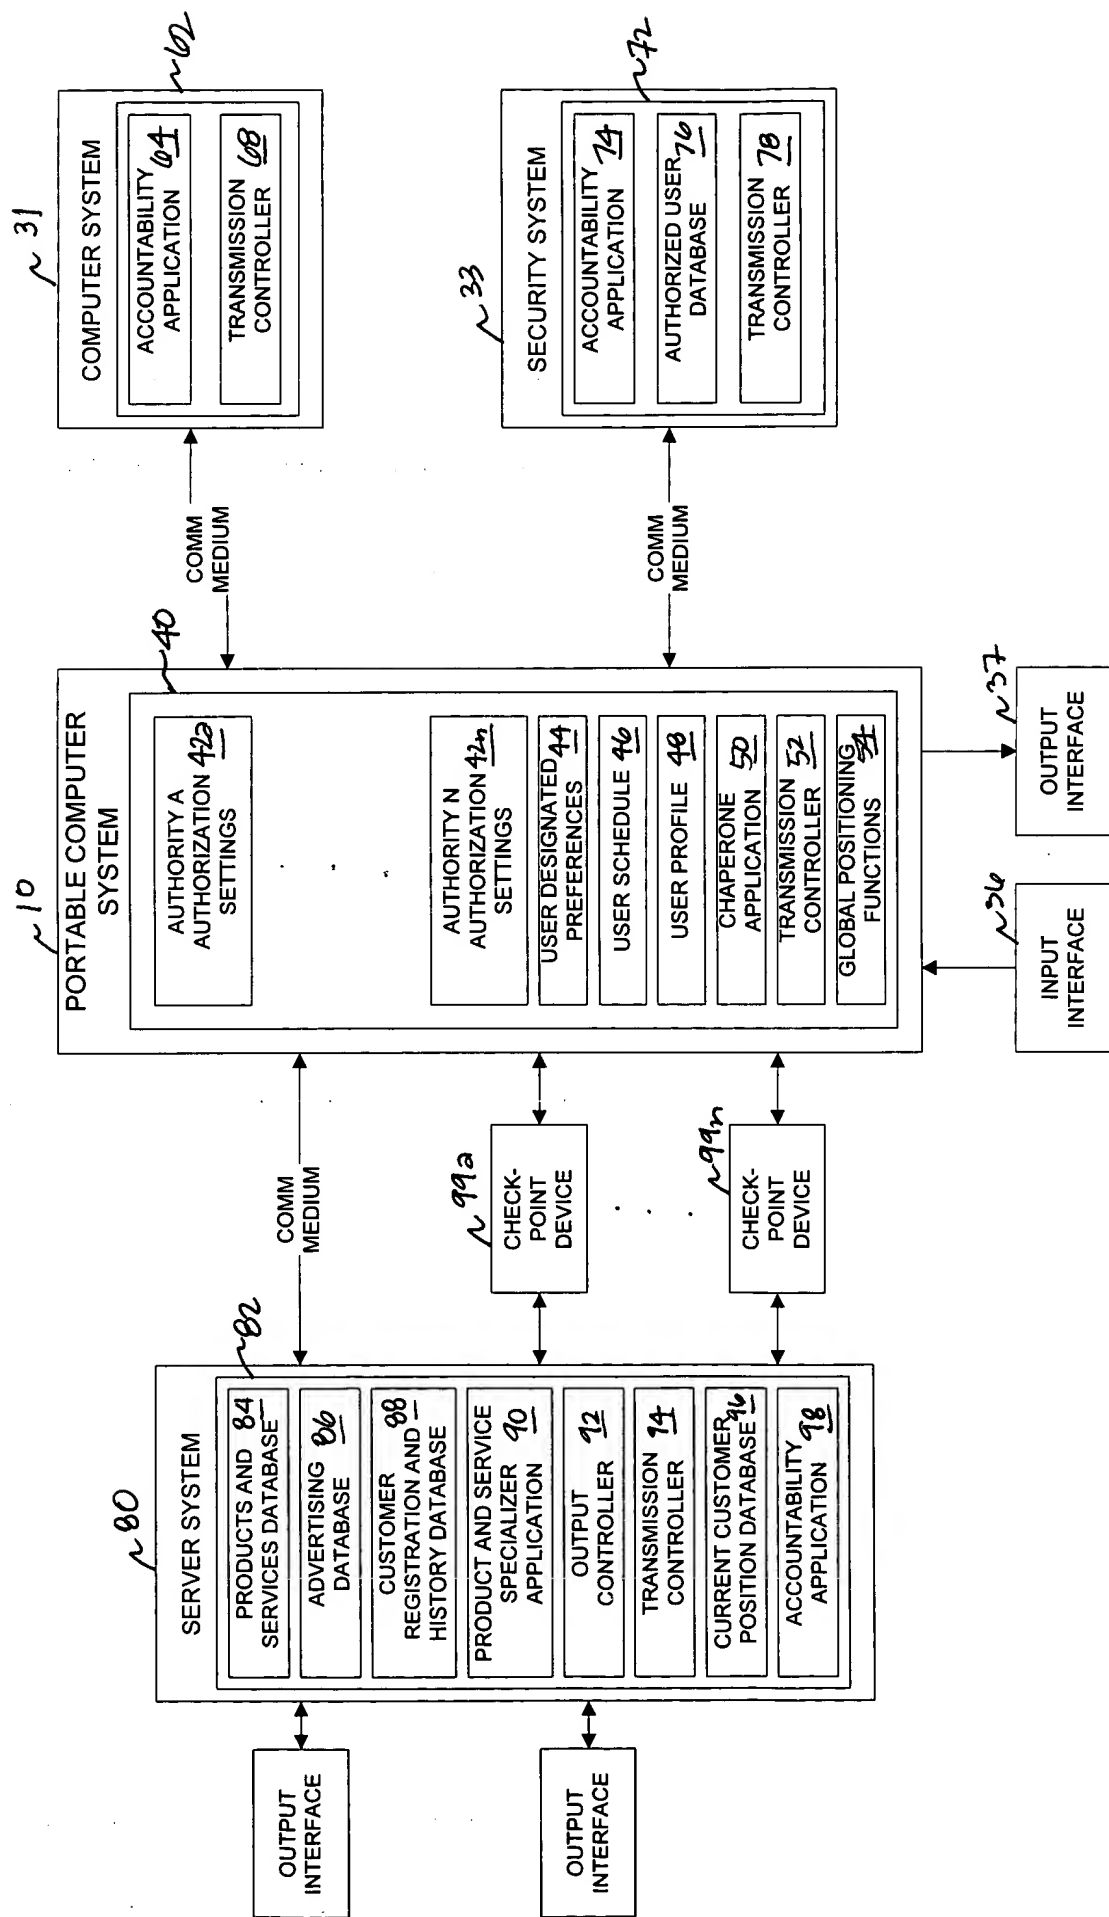 ~80
SERVER SYSTEM
~82
PRODUCTS AND 84
SERVICES DATABASE
ADVERTISING 86
DATABASE
CUSTOMER 88
REGISTRATION AND
HISTORY DATABASE
PRODUCT AND SERVICE
SPECIALIZER 90
APPLICATION
OUTPUT 92
CONTROLLER
TRANSMISSION 94
CONTROLLER
CURRENT CUSTOMER
POSITION DATABASE 96
ACCOUNTABILITY
APPLICATION 98
OUTPUT
INTERFACE
OUTPUT
INTERFACE
COMM
MEDIUM
~99a
CHECK-
POINT
DEVICE
~99n
CHECK-
POINT
DEVICE
~10
PORTABLE COMPUTER
SYSTEM
~40
AUTHORITY A
AUTHORIZATION 42a
SETTINGS
AUTHORITY N
AUTHORIZATION 42n
SETTINGS
USER DESIGNATED 44
PREFERENCES
USER SCHEDULE 46
USER PROFILE 48
CHAPERONE 50
APPLICATION
TRANSMISSION 52
CONTROLLER
GLOBAL POSITIONING 54
FUNCTIONS
~36
INPUT
INTERFACE
~37
OUTPUT
INTERFACE
COMM
MEDIUM
COMM
MEDIUM
~31
COMPUTER SYSTEM
~62
ACCOUNTABILITY
APPLICATION 64
TRANSMISSION 68
CONTROLLER
~33
SECURITY SYSTEM
~72
ACCOUNTABILITY
APPLICATION 74
AUTHORIZED USER
DATABASE 76
TRANSMISSION
CONTROLLER 78